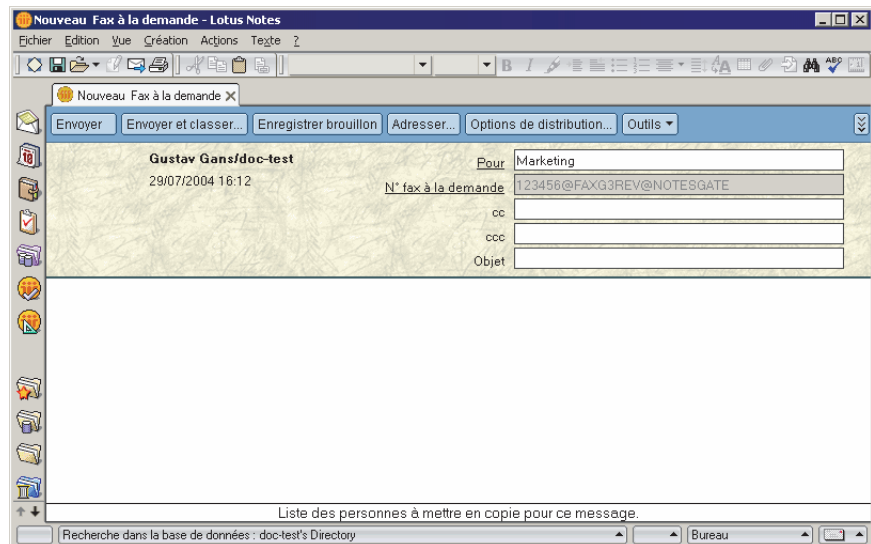 Nouveau Fax à la demande - Lotus Notes
Fichier Edition Vue Création Actions Texte ?
Nouveau Fax à la demande
Envoyer Envoyer et classer... Enregistrer brouillon Adresser... Options de distribution... Outils
Gustav Gans/doc-test Pour Marketing
29/07/2004 16:12 N° fax à la demande 123456@FAXG3REV@NOTESGATE
cc
ccc
Objet
Liste des personnes à mettre en copie pour ce message.
Recherche dans la base de données : doc-test's Directory Bureau